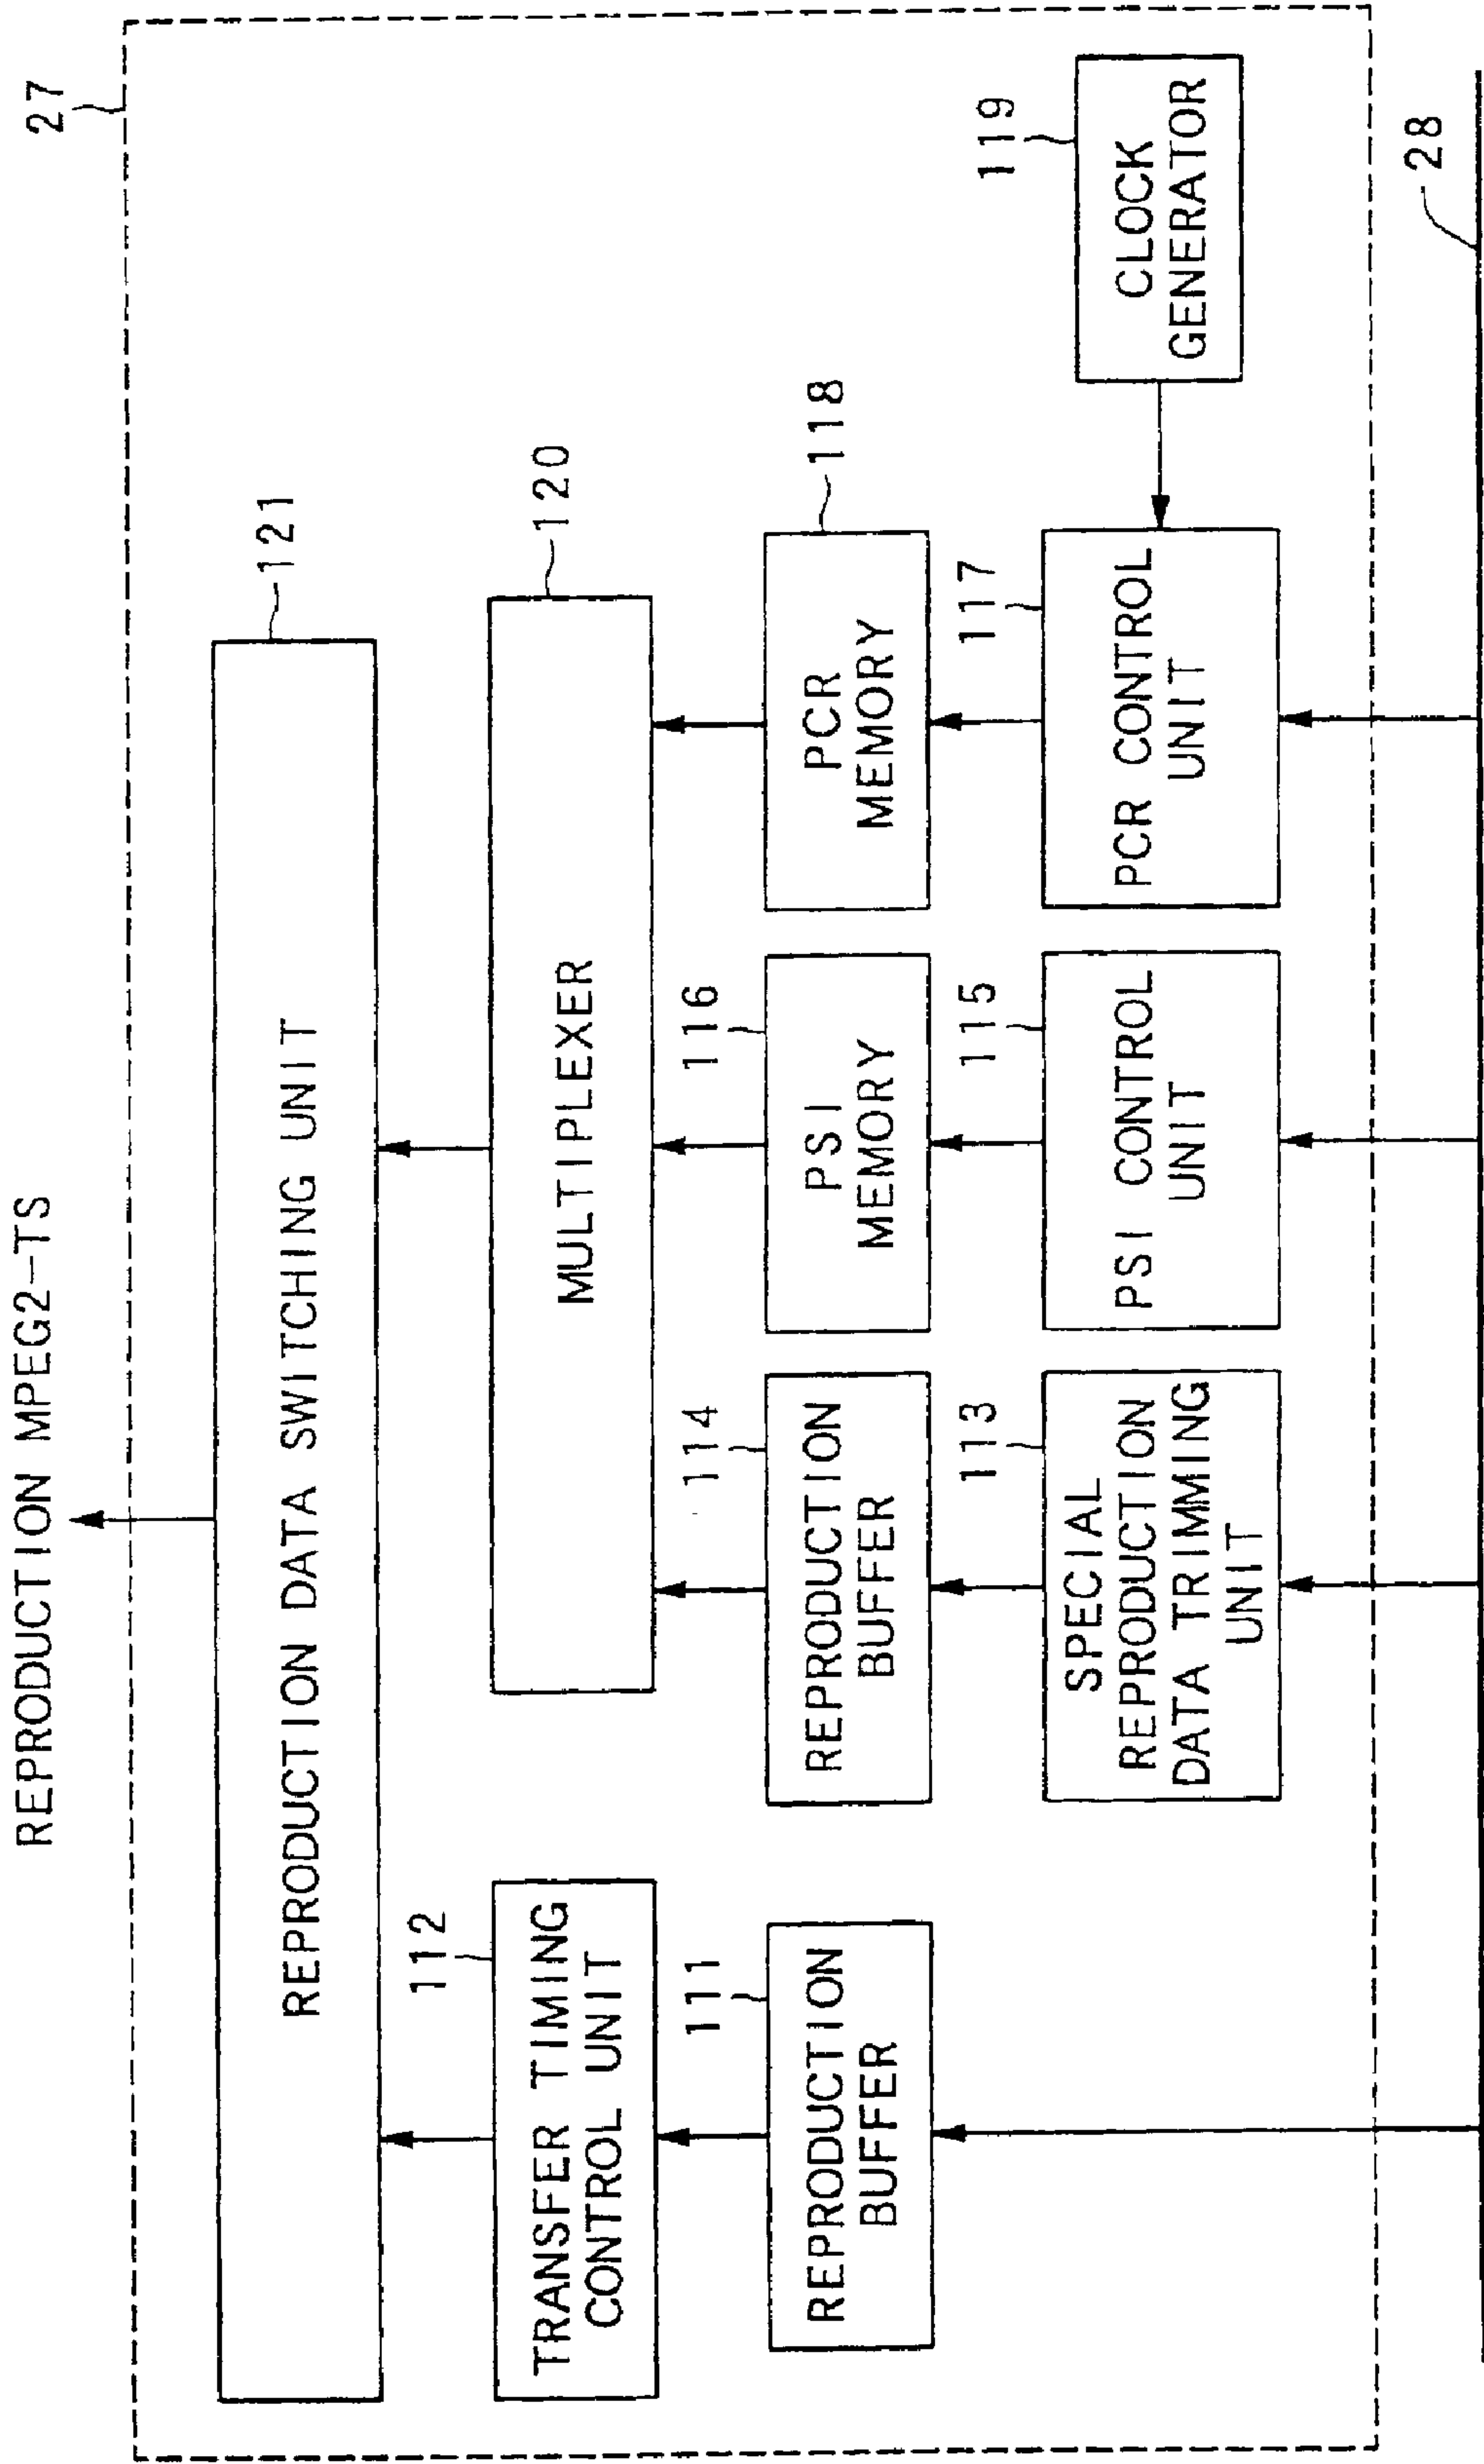 REPRODUCTION MPEG2-TS
27
121
REPRODUCTION DATA SWITCHING UNIT
112
TRANSFER TIMING
CONTROL UNIT
120
MULTIPLEXER
111
REPRODUCTION
BUFFER
114
REPRODUCTION
BUFFER
116
PSI
MEMORY
118
PCR
MEMORY
113
SPECIAL
REPRODUCTION
DATA TRIMMING
UNIT
115
PSI CONTROL
UNIT
117
PCR CONTROL
UNIT
119
CLOCK
GENERATOR
28